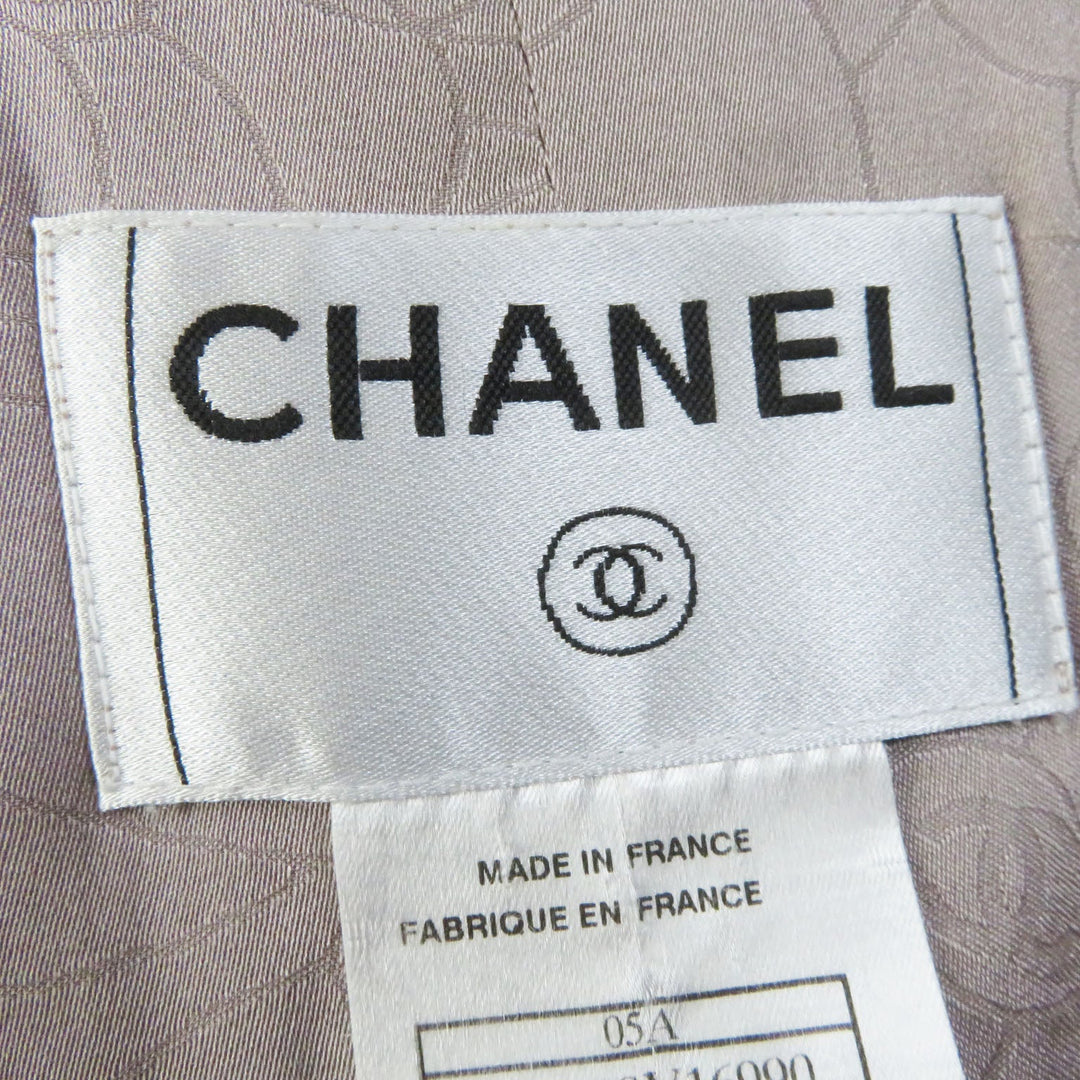 CHANEL
MADE IN FRANCE
FABRIQUE EN FRANCE
05A